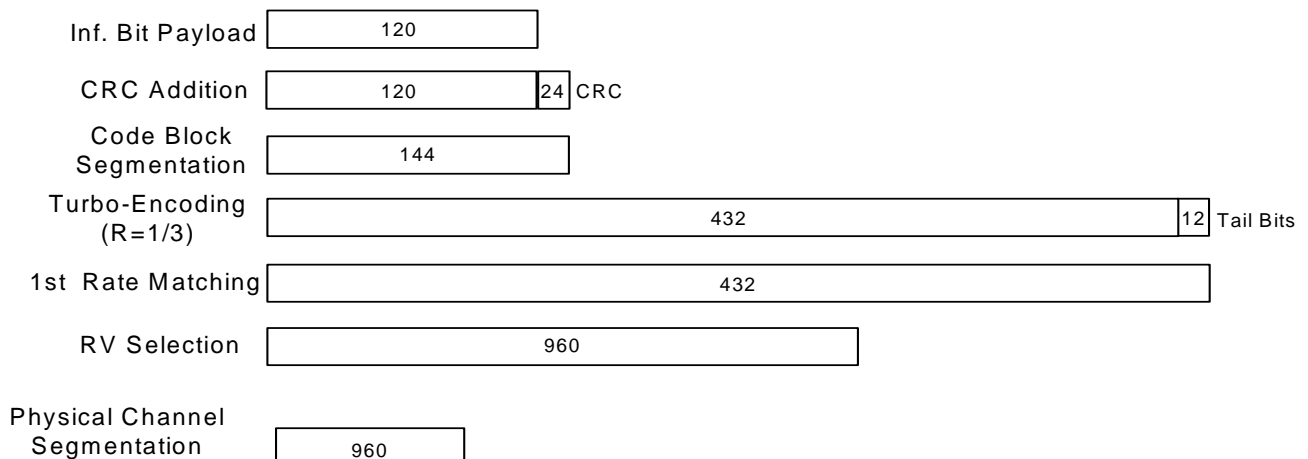 Inf. Bit Payload 120
CRC Addition 120 24 CRC
Code Block
Segmentation 144
Turbo-Encoding
(R=1/3) 432 12 Tail Bits
1st Rate Matching 432
RV Selection 960
Physical Channel
Segmentation 960